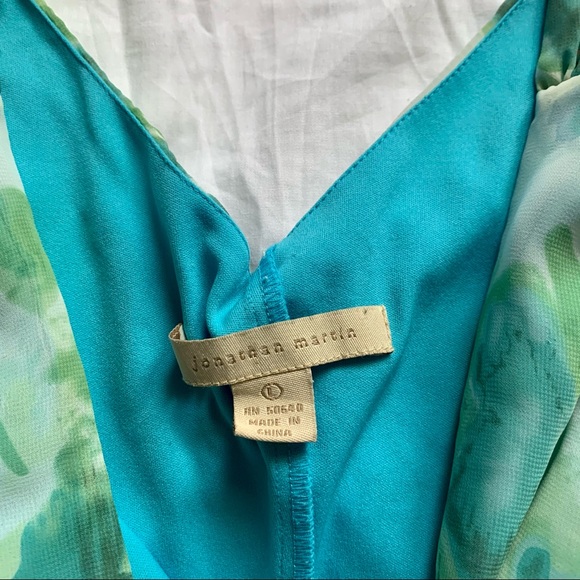 jonathan martin
L
RN 50640
MADE IN
CHINA